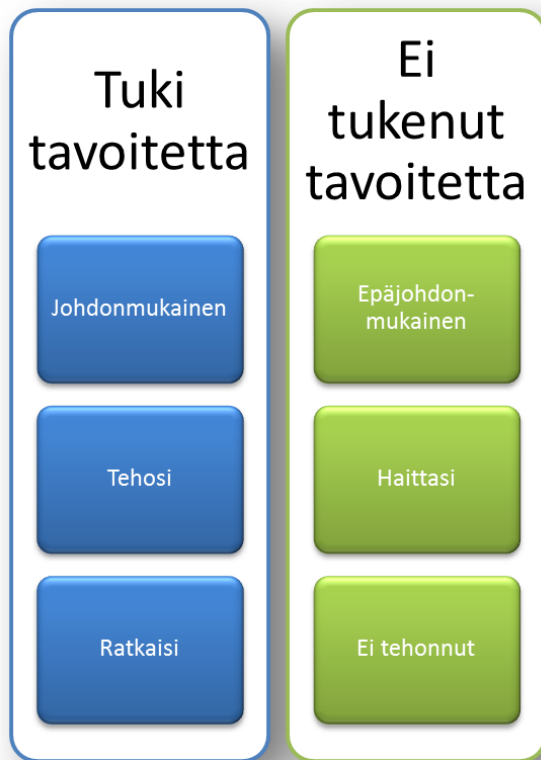 Tuki
tavoitetta
Johdonmukainen
Tehosi
Ratkaisi
Ei
tukenut
tavoitetta
Epäjohdon-
mukainen
Haittasi
Ei tehonnut